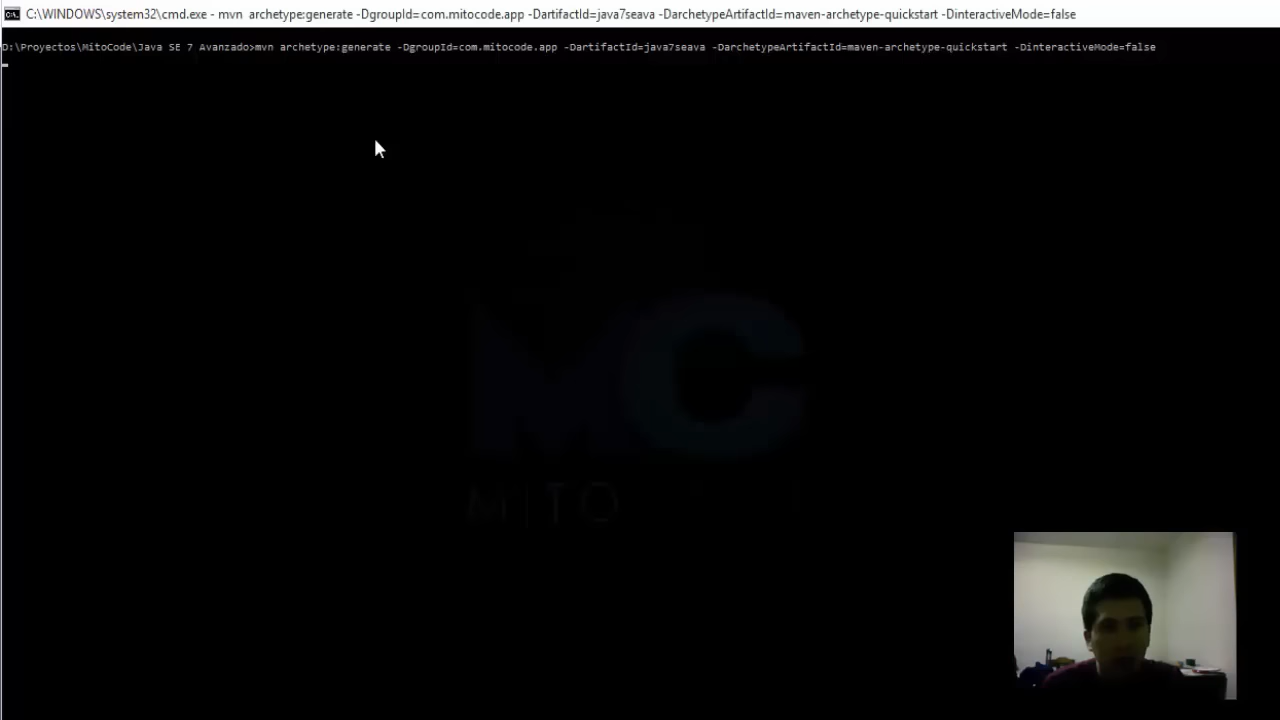 C:\WINDOWS\system32\cmd.exe - mvn  archetype:generate -DgroupId=com.mitocode.app -DartifactId=java7seava -DarchetypeArtifactId=maven-archetype-quickstart -DinteractiveMode=false
D:\Proyectos\MitoCode\Java SE 7 Avanzado>mvn archetype:generate -DgroupId=com.mitocode.app -DartifactId=java7seava -DarchetypeArtifactId=maven-archetype-quickstart -DinteractiveMode=false
MC
MITO